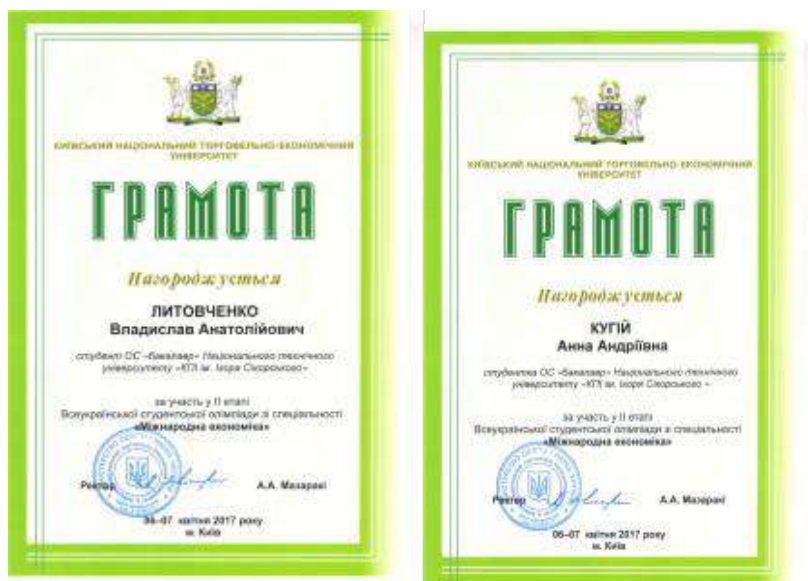 КИЇВСЬКИЙ НАЦІОНАЛЬНИЙ ТОРГОВЕЛЬНО-ЕКОНОМІЧНИЙ
УНІВЕРСИТЕТ
ГРАМОТА
Нагороджується
ЛИТОВЧЕНКО
Владислав Анатолійович
студент ОС «бакалавр» Національного технічного
університету «КПІ ім. Ігоря Сікорського»
за участь у ІІ етапі
Всеукраїнської студентської олімпіади зі спеціальності
«Міжнародна економіка»
Ректор А.А. Мазаракі
06–07 квітня 2017 року
м. Київ
КИЇВСЬКИЙ НАЦІОНАЛЬНИЙ ТОРГОВЕЛЬНО-ЕКОНОМІЧНИЙ
УНІВЕРСИТЕТ
ГРАМОТА
Нагороджується
КУГІЙ
Анна Андріївна
студентка ОС «бакалавр» Національного технічного
університету «КПІ ім. Ігоря Сікорського»
за участь у ІІ етапі
Всеукраїнської студентської олімпіади зі спеціальності
«Міжнародна економіка»
Ректор А.А. Мазаракі
06–07 квітня 2017 року
м. Київ